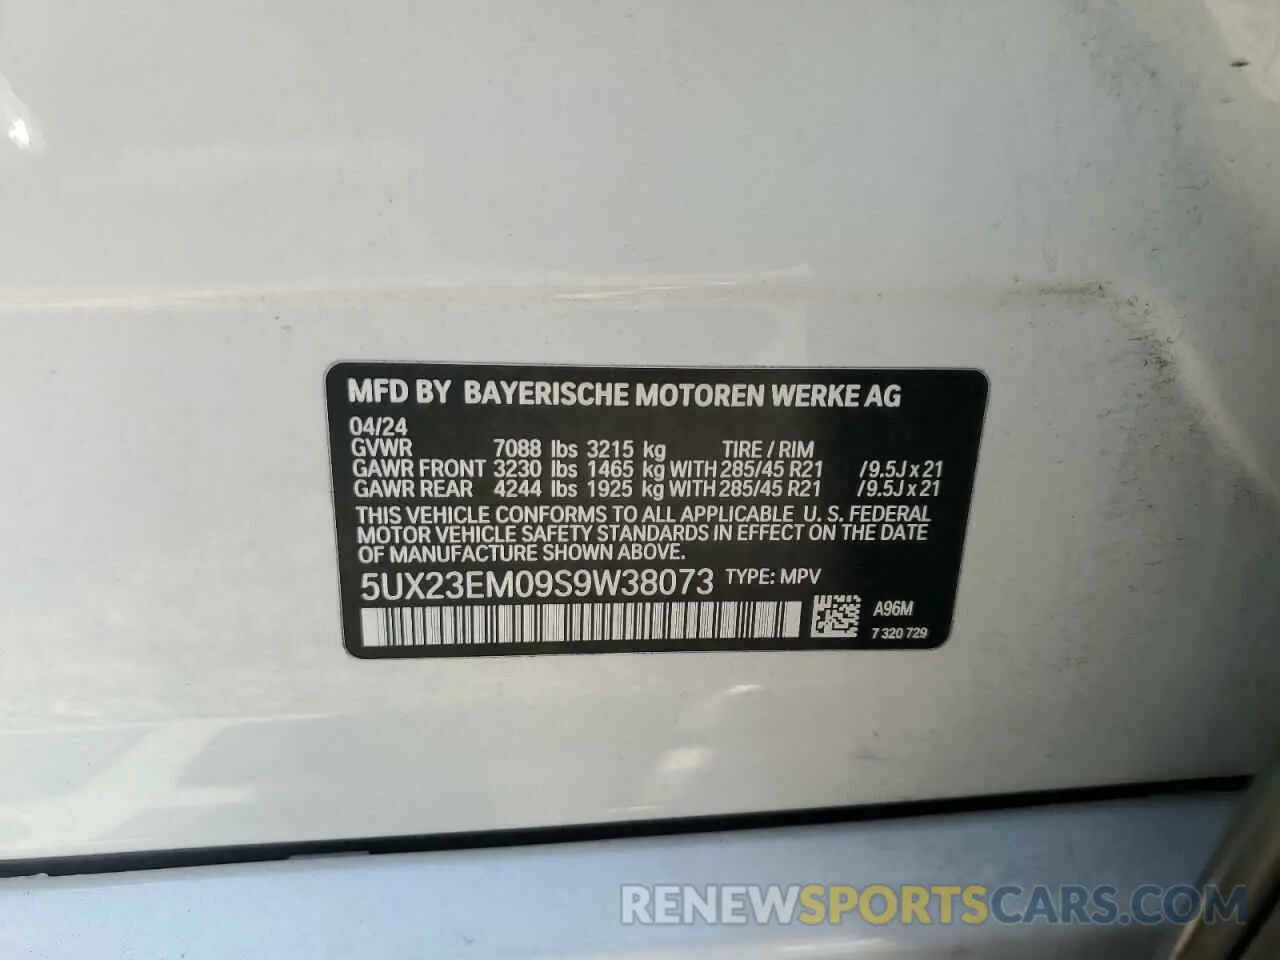 MFD BY BAYERISCHE MOTOREN WERKE AG
04/24
GVWR 7088 lbs 3215 kg TIRE / RIM
GAWR FRONT 3230 lbs 1465 kg WITH 285/45 R21 /9.5J x 21
GAWR REAR 4244 lbs 1925 kg WITH 285/45 R21 /9.5J x 21
THIS VEHICLE CONFORMS TO ALL APPLICABLE U. S. FEDERAL
MOTOR VEHICLE SAFETY STANDARDS IN EFFECT ON THE DATE
OF MANUFACTURE SHOWN ABOVE.
5UX23EM09S9W38073 TYPE: MPV
A96M
7 320 729
RENEWSPORTSCARS.COM